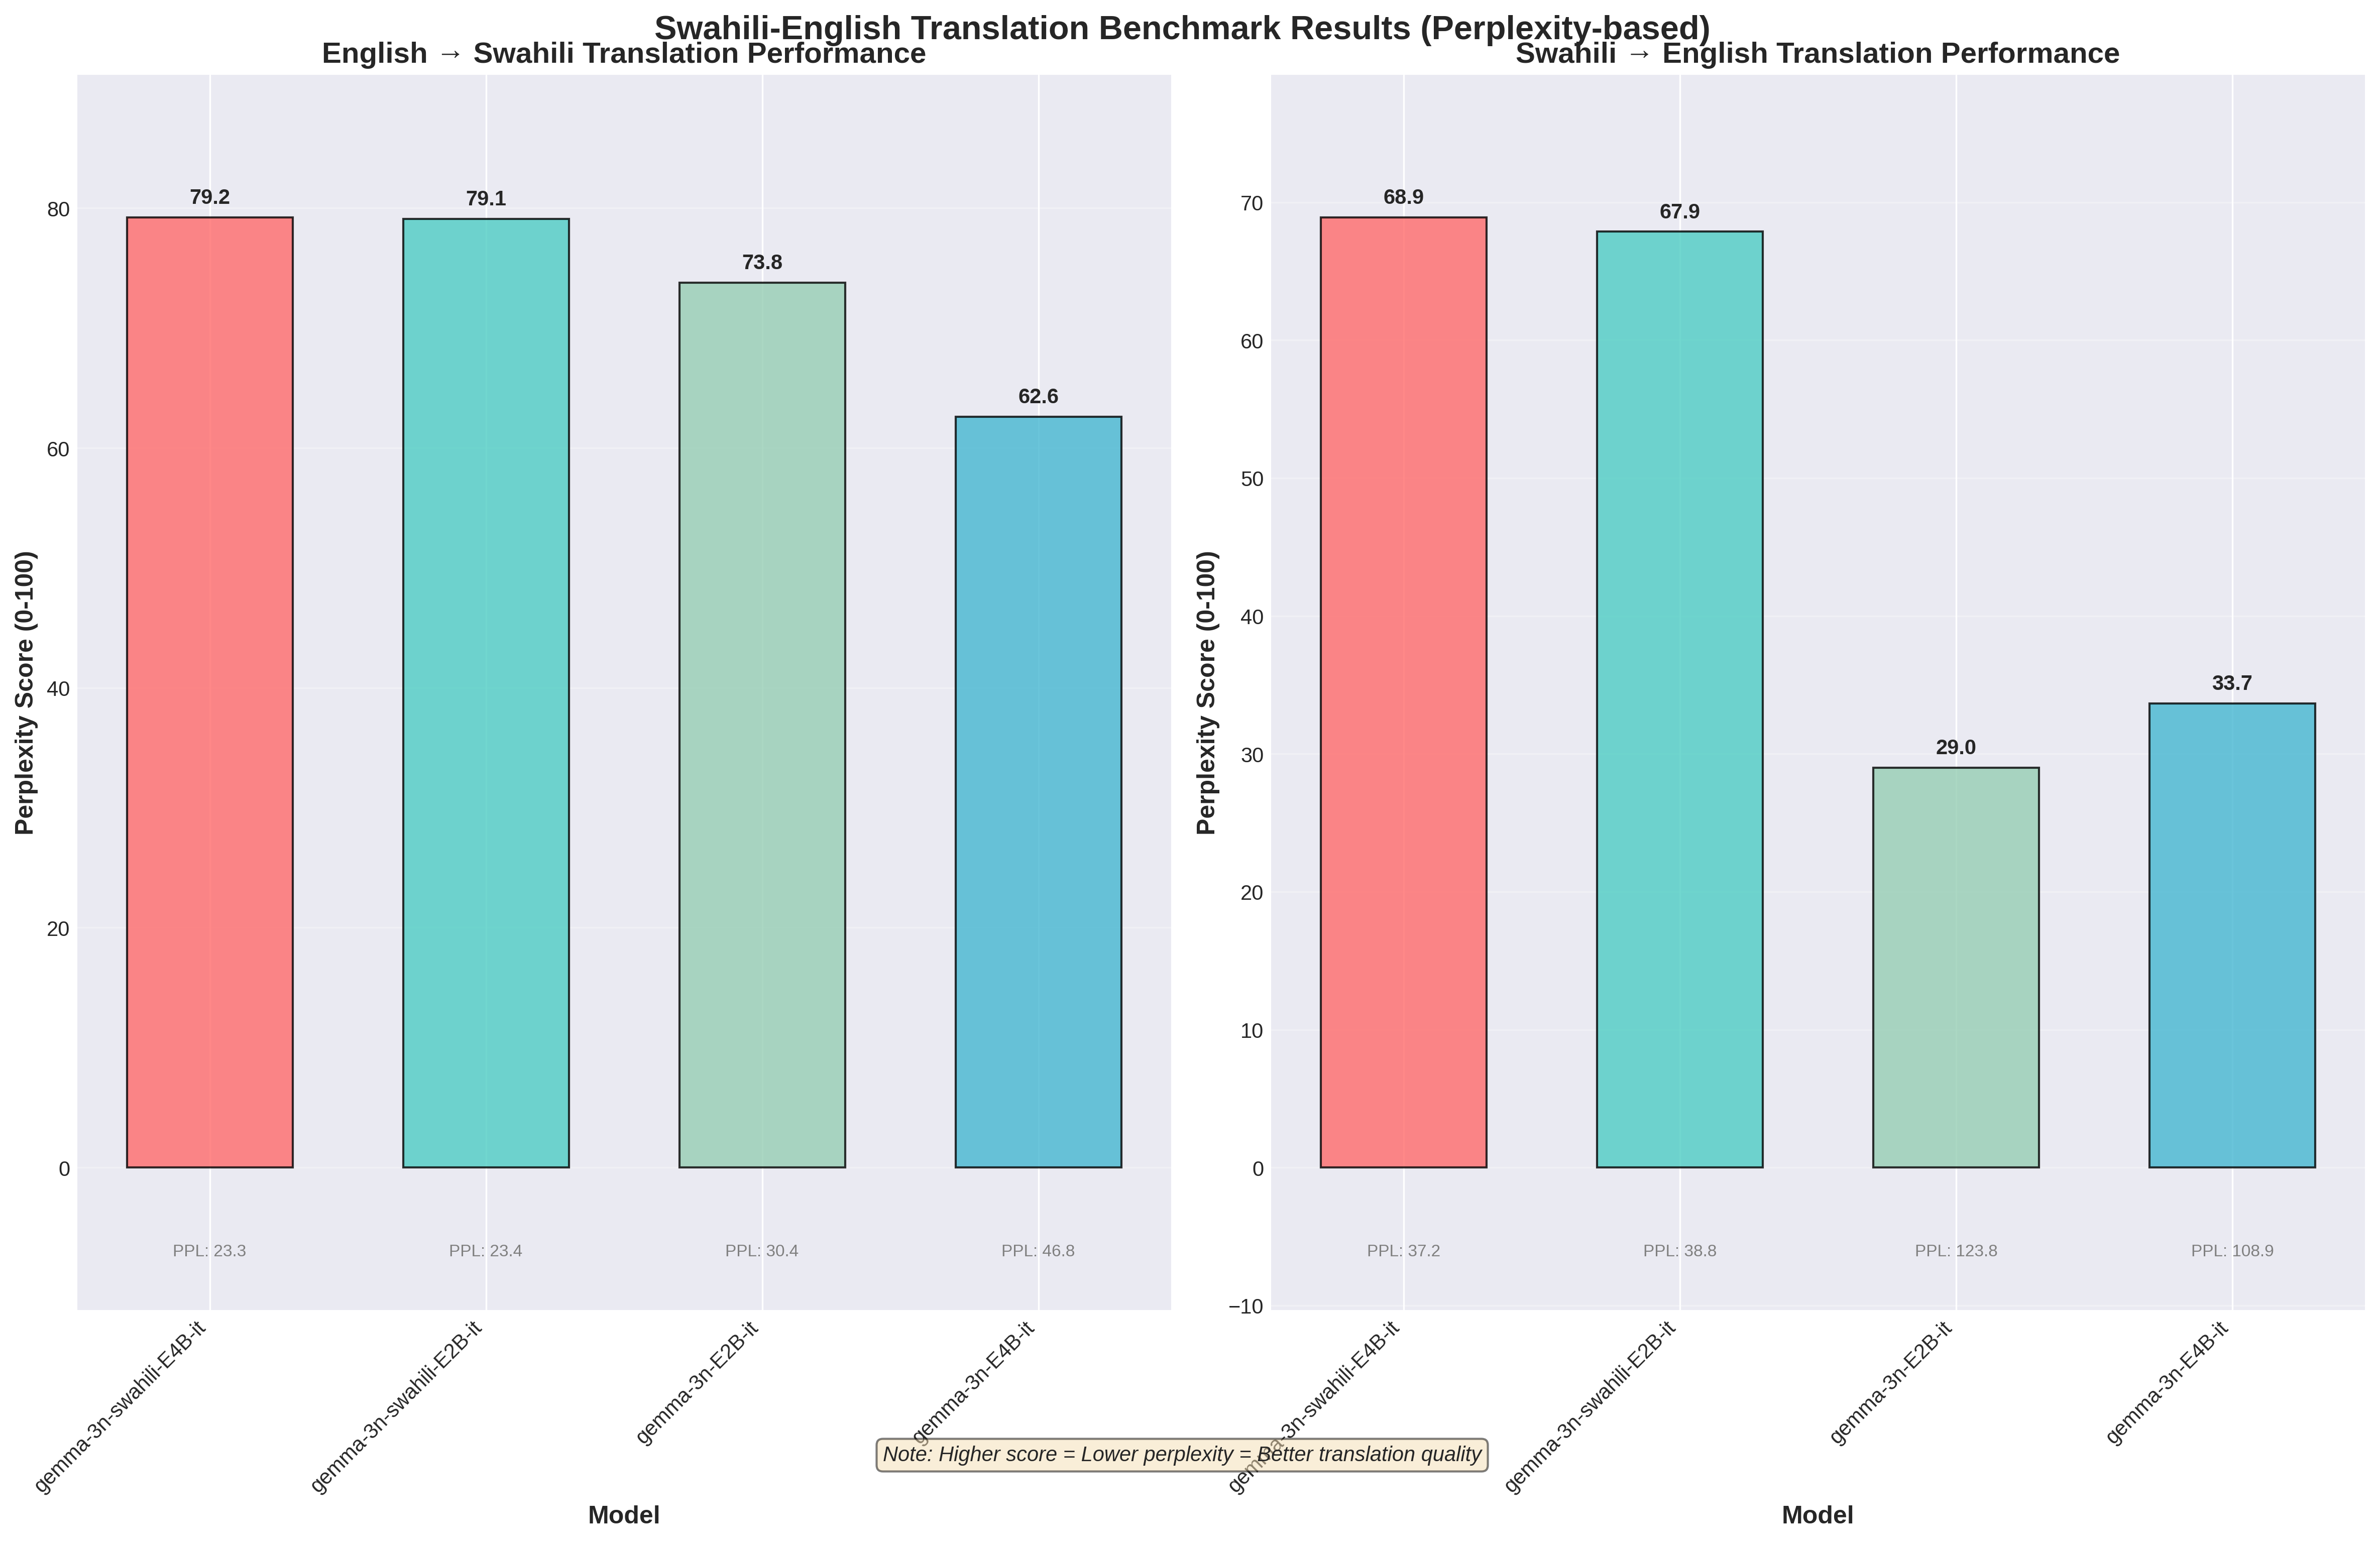 Swahili-English Translation Benchmark Results (Perplexity-based)
English → Swahili Translation Performance
Perplexity Score (0-100)
80
60
40
20
0
79.2
79.1
73.8
62.6
PPL: 23.3
PPL: 23.4
PPL: 30.4
PPL: 46.8
gemma-3n-swahili-E4B-it
gemma-3n-swahili-E2B-it
gemma-3n-E2B-it
gemma-3n-E4B-it
Model
Swahili → English Translation Performance
Perplexity Score (0-100)
70
60
50
40
30
20
10
0
−10
68.9
67.9
29.0
33.7
PPL: 37.2
PPL: 38.8
PPL: 123.8
PPL: 108.9
gemma-3n-swahili-E4B-it
gemma-3n-swahili-E2B-it
gemma-3n-E2B-it
gemma-3n-E4B-it
Model
Note: Higher score = Lower perplexity = Better translation quality